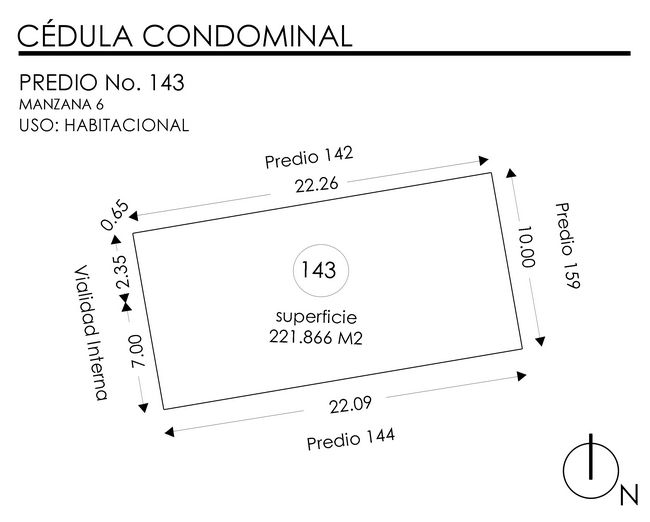 CÉDULA CONDOMINAL
PREDIO No. 143
MANZANA 6
USO: HABITACIONAL
Predio 142
22.26
0.65
2.35
Vialidad Interna
7.00
143
superficie
221.866 M2
10.00
Predio 159
22.09
Predio 144
N